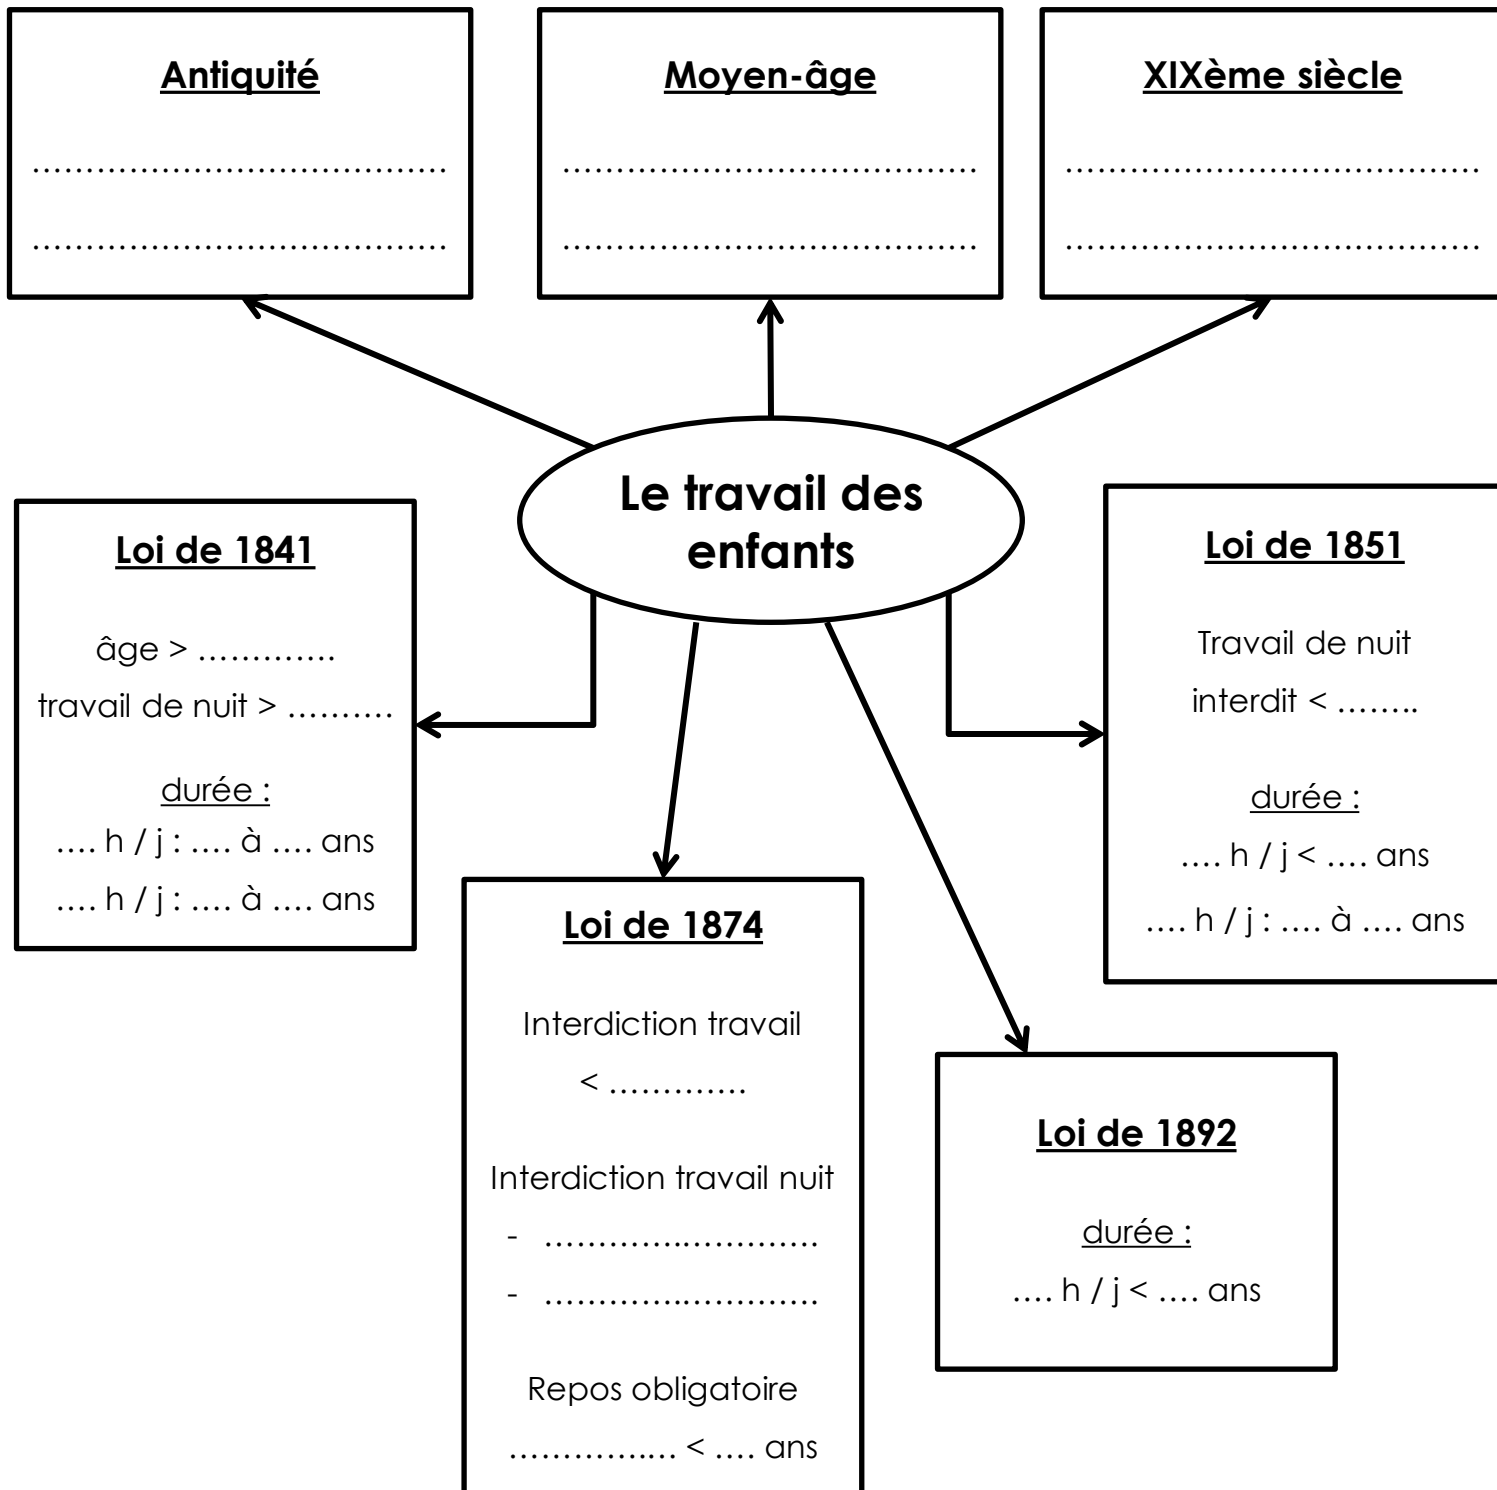 Antiquité
…………………………………
…………………………………
Moyen-âge
…………………………………
…………………………………
XIXème siècle
…………………………………
…………………………………
Le travail des
enfants
Loi de 1841
âge > ………….
travail de nuit > ……….
durée :
…. h / j : …. à …. ans
…. h / j : …. à …. ans
Loi de 1851
Travail de nuit
interdit < ……..
durée :
…. h / j < …. ans
…. h / j : …. à …. ans
Loi de 1874
Interdiction travail
< ………….
Interdiction travail nuit
- …………..………….
- …………..………….
Repos obligatoire
…………..… < …. ans
Loi de 1892
durée :
…. h / j < …. ans